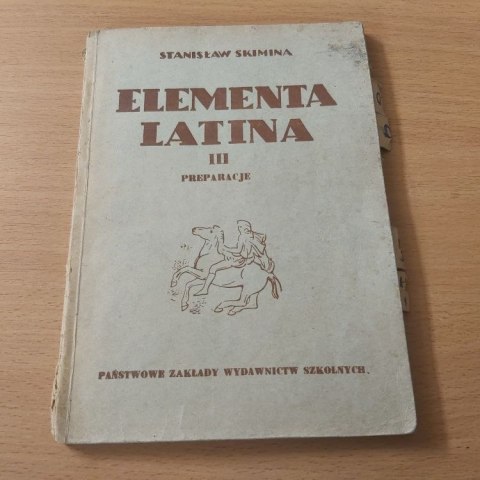 STANISŁAW SKIMINA
ELEMENTA
LATINA
III
PREPARACJE
PAŃSTWOWE ZAKŁADY WYDAWNICTW SZKOLNYCH.